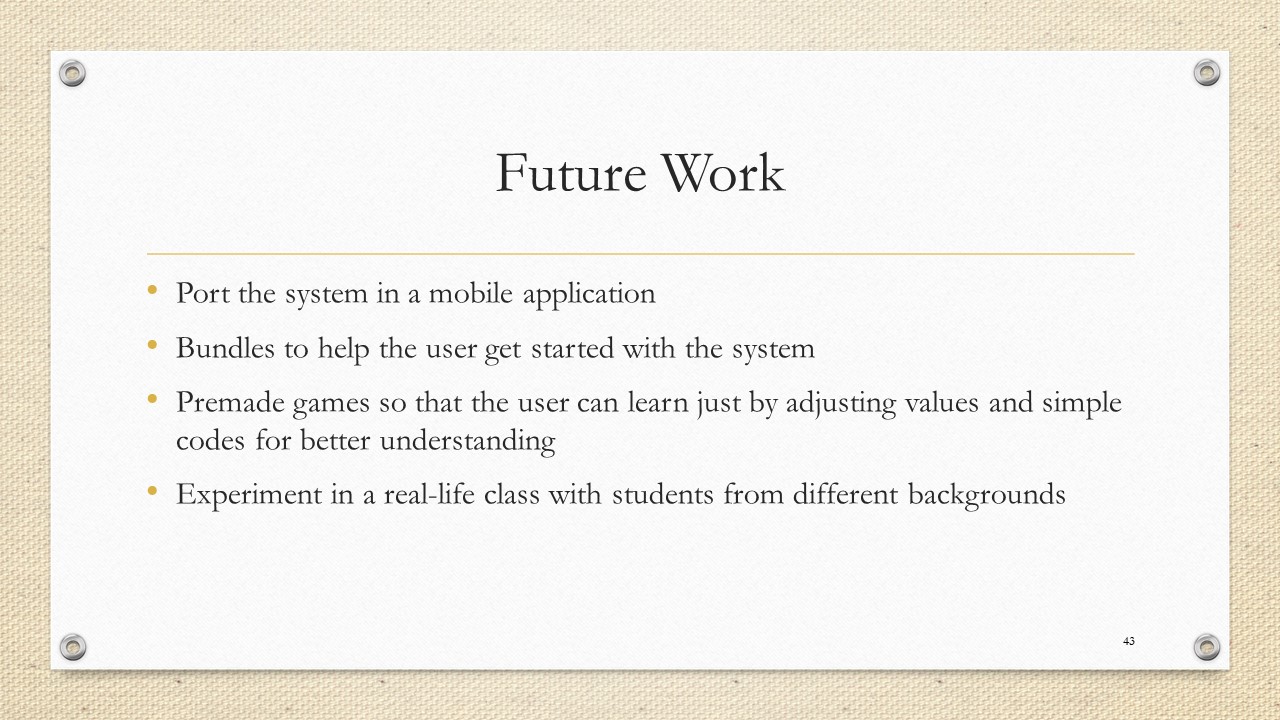 Future Work
• Port the system in a mobile application
• Bundles to help the user get started with the system
• Premade games so that the user can learn just by adjusting values and simple
codes for better understanding
• Experiment in a real-life class with students from different backgrounds
43